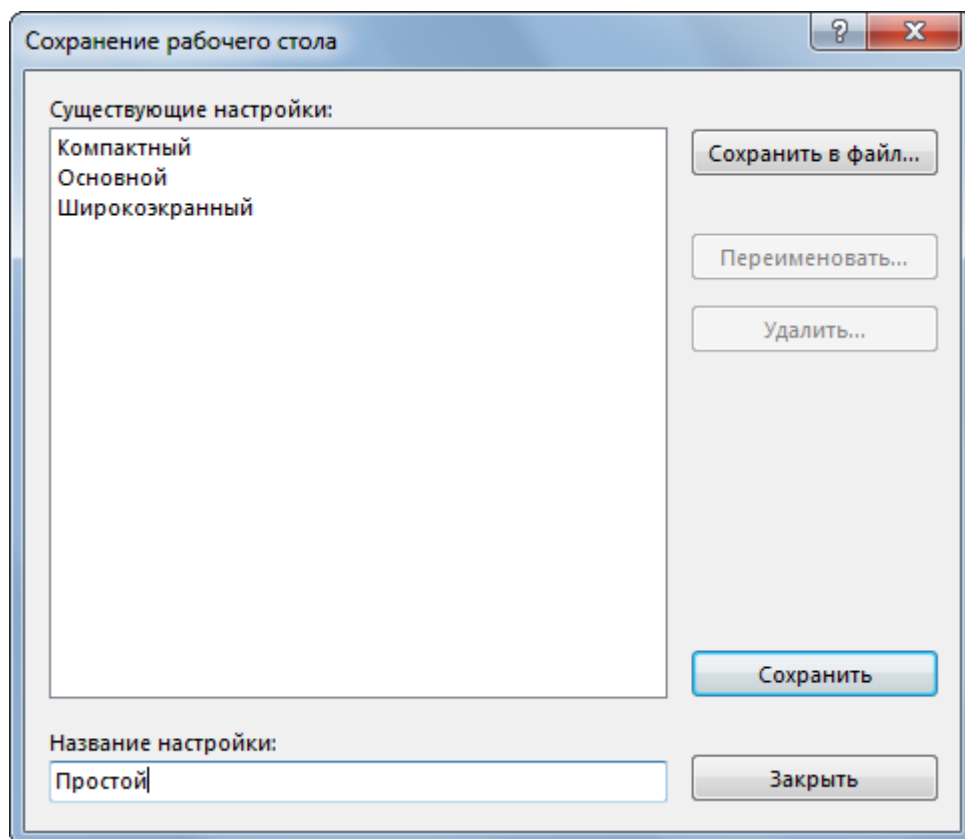 Сохранение рабочего стола
Существующие настройки:
Компактный
Основной
Широкоэкранный
Сохранить в файл...
Переименовать...
Удалить...
Сохранить
Название настройки:
Простой
Закрыть